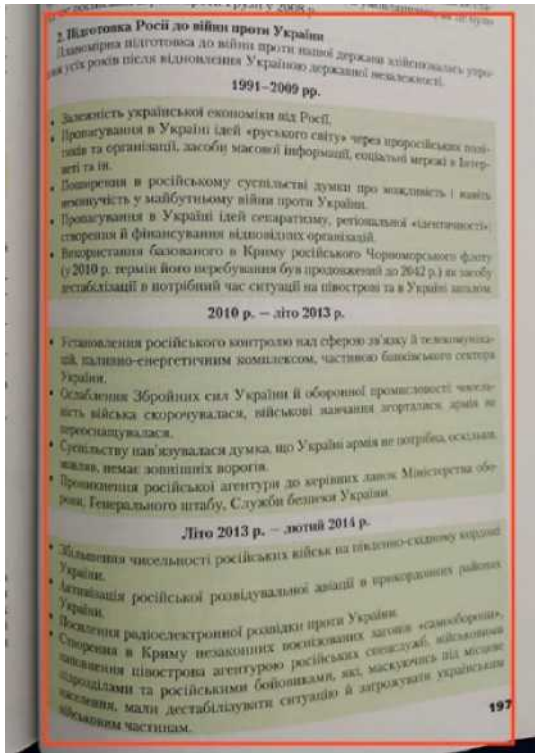 у 2008 р.
2. Підготовка Росії до війни проти України
Планомірна підготовка до війни проти нашої держави здійснювалась упро-
усіх років після відновлення Україною державної незалежності.
1991–2009 рр.
• Залежність української економіки від Росії.
• Пропагування в Україні ідей «руського світу» через проросійських полі-
тиків та організації, засоби масової інформації, соціальні мережі в Інтер-
неті та ін.
• Поширення в російському суспільстві думки про можливість і навіть
неминучість у майбутньому війни проти України.
• Пропагування в Україні ідей сепаратизму, регіональної «ідентичності»;
створення й фінансування відповідних організацій.
• Використання базованого в Криму російського Чорноморського флоту
(у 2010 р. термін його перебування був продовжений до 2042 р.) як засобу
дестабілізації в потрібний час ситуації на півострові та в Україні загалом.
2010 р. – літо 2013 р.
• Установлення російського контролю над сферою зв'язку й телекомуніка-
цій, паливно-енергетичним комплексом, частиною банківського сектора
України.
• Ослаблення Збройних сил України й оборонної промисловості: чисель-
ність війська скорочувалася, військові навчання згорталися, армія не
переоснащувалася.
• Суспільству нав'язувалася думка, що Україні армія не потрібна, оскільки,
мовляв, немає зовнішніх ворогів.
• Проникнення російської агентури до керівних ланок Міністерства обо-
рони, Генерального штабу, Служби безпеки України.
Літо 2013 р. – лютий 2014 р.
• Збільшення чисельності російських військ на південно-східному кордоні
України.
• Активізація російської розвідувальної авіації в прикордонних районах
України.
• Посилення радіоелектронної розвідки проти України.
• Створення в Криму незаконних воєнізованих загонів «самооборони»,
наповнення півострова агентурою російських спецслужб, військовими
підрозділами та російськими бойовиками, які, маскуючись під місцеве
населення, мали дестабілізувати ситуацію й загрожувати українським
військовим частинам.
197